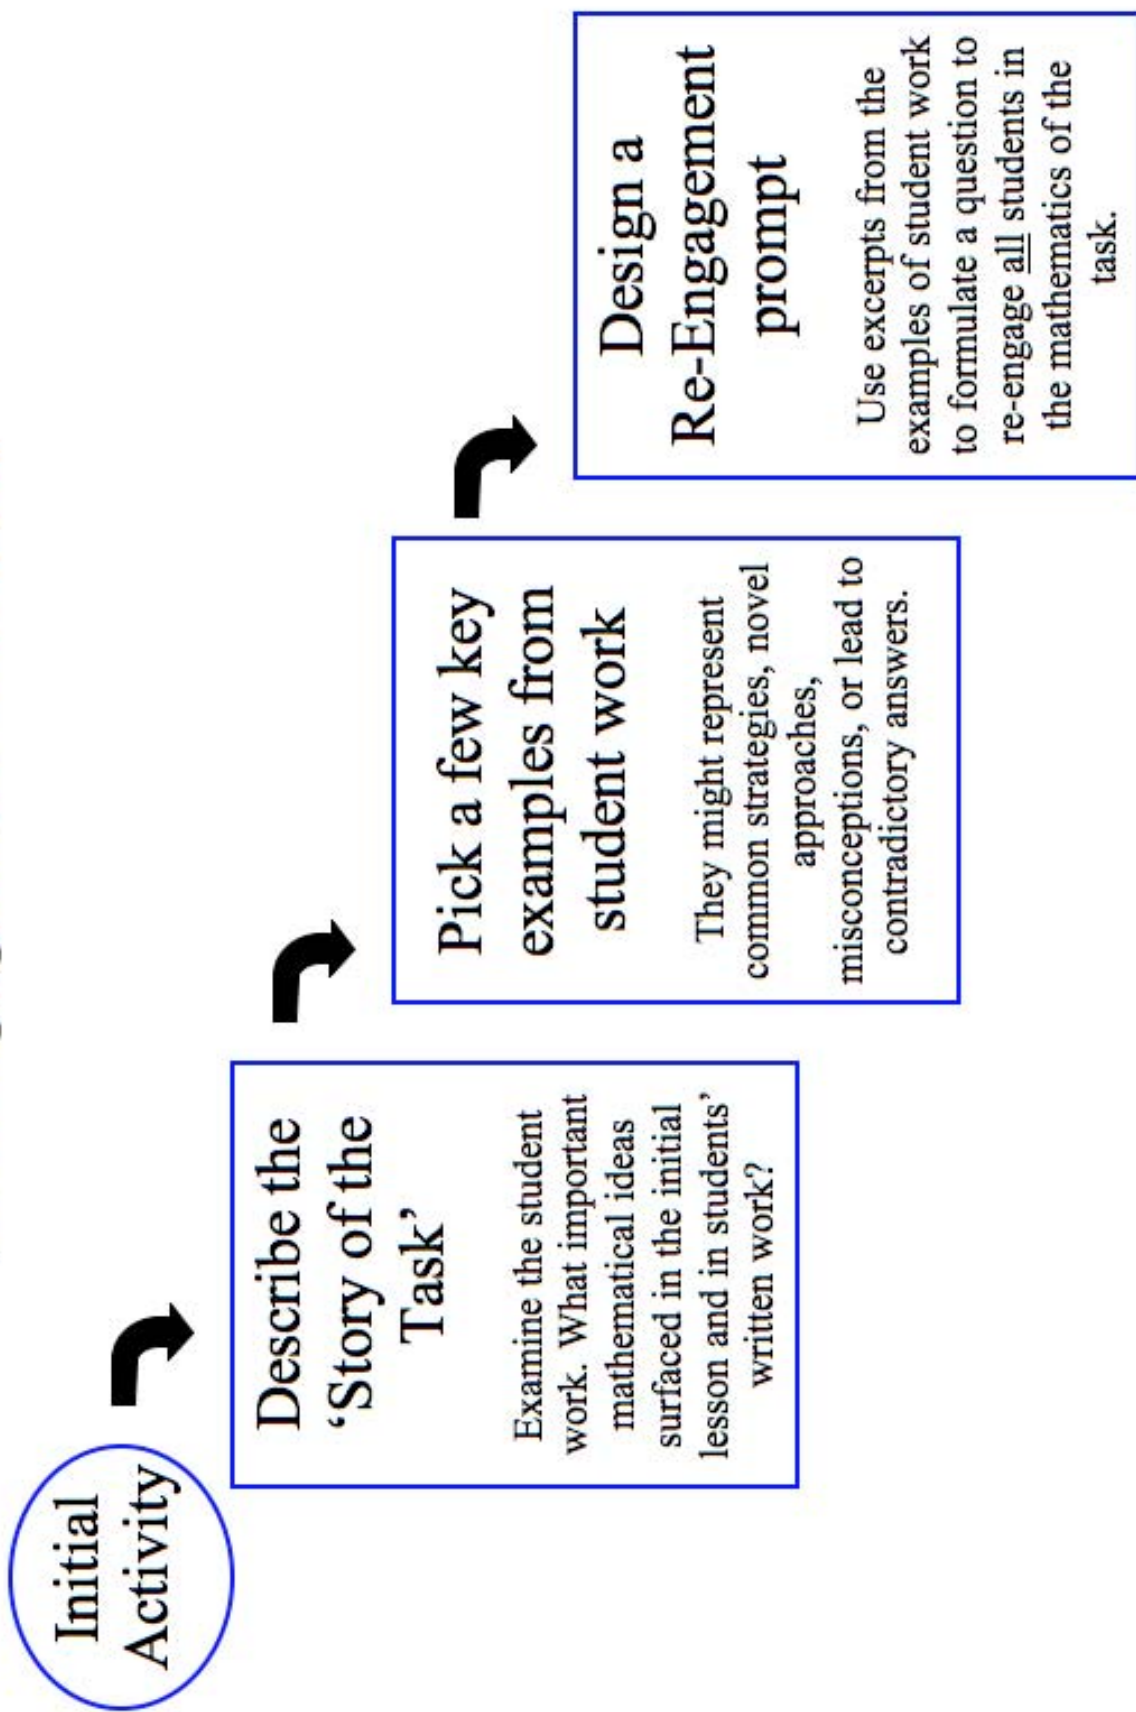 Initial
Activity
Describe the
‘Story of the
Task’
Examine the student
work. What important
mathematical ideas
surfaced in the initial
lesson and in students’
written work?
Pick a few key
examples from
student work
They might represent
common strategies, novel
approaches,
misconceptions, or lead to
contradictory answers.
Design a
Re-Engagement
prompt
Use excerpts from the
examples of student work
to formulate a question to
re-engage all students in
the mathematics of the
task.